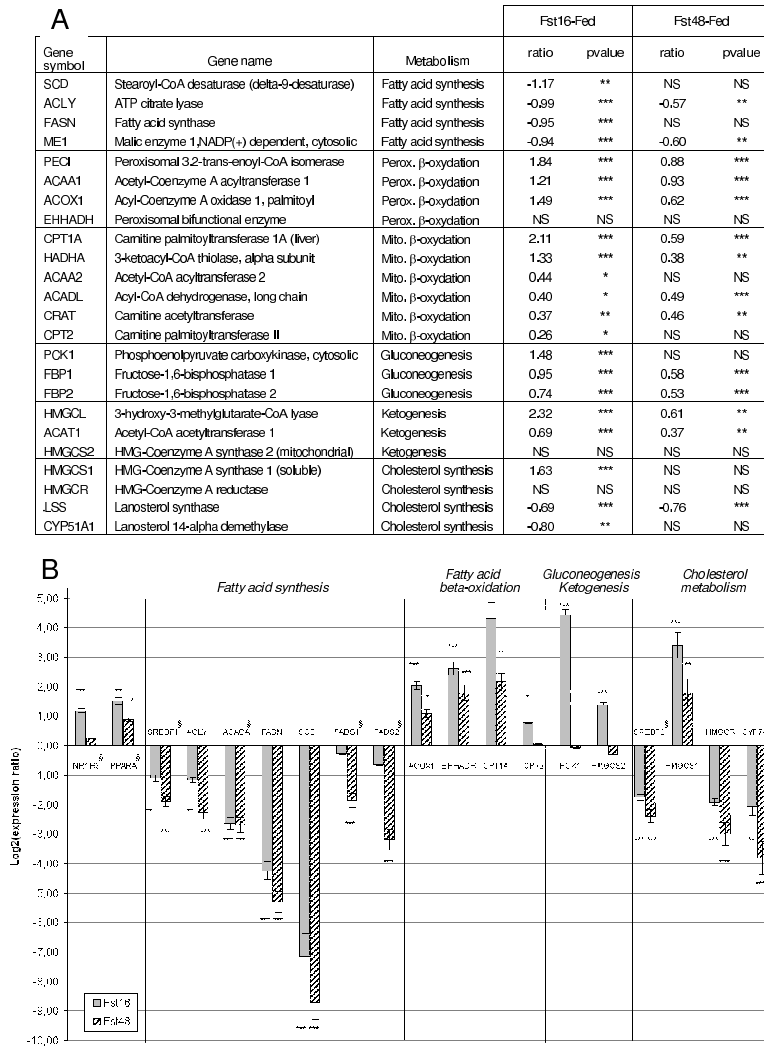 A
Fst16-Fed Fst48-Fed
Gene symbol Gene name Metabolism ratio pvalue ratio pvalue
SCD Stearoyl-CoA desaturase (delta-9-desaturase) Fatty acid synthesis -1.17 ** NS NS
ACLY ATP citrate lyase Fatty acid synthesis -0.99 *** -0.57 **
FASN Fatty acid synthase Fatty acid synthesis -0.95 *** NS NS
ME1 Malic enzyme 1,NADP(+) dependent, cytosolic Fatty acid synthesis -0.94 *** -0.60 **
PECI Peroxisomal 3,2-trans-enoyl-CoA isomerase Perox. β-oxydation 1.84 *** 0.88 ***
ACAA1 Acetyl-Coenzyme A acyltransferase 1 Perox. β-oxydation 1.21 *** 0.93 ***
ACOX1 Acyl-Coenzyme A oxidase 1, palmitoyl Perox. β-oxydation 1.49 *** 0.62 ***
EHHADH Peroxisomal bifunctional enzyme Perox. β-oxydation NS NS NS NS
CPT1A Carnitine palmitoyltransferase 1A (liver) Mito. β-oxydation 2.11 *** 0.59 ***
HADHA 3-ketoacyl-CoA thiolase, alpha subunit Mito. β-oxydation 1.33 *** 0.38 **
ACAA2 Acetyl-CoA acyltransferase 2 Mito. β-oxydation 0.44 * NS NS
ACADL Acyl-CoA dehydrogenase, long chain Mito. β-oxydation 0.40 * 0.49 ***
CRAT Carnitine acetyltransferase Mito. β-oxydation 0.37 ** 0.46 **
CPT2 Carnitine palmitoyltransferase II Mito. β-oxydation 0.26 * NS NS
PCK1 Phosphoenolpyruvate carboxykinase, cytosolic Gluconeogenesis 1.48 *** NS NS
FBP1 Fructose-1,6-bisphosphatase 1 Gluconeogenesis 0.95 *** 0.58 ***
FBP2 Fructose-1,6-bisphosphatase 2 Gluconeogenesis 0.74 *** 0.53 ***
HMGCL 3-hydroxy-3-methylglutarate-CoA lyase Ketogenesis 2.32 *** 0.61 **
ACAT1 Acetyl-CoA acetyltransferase 1 Ketogenesis 0.69 *** 0.37 **
HMGCS2 HMG-Coenzyme A synthase 2 (mitochondrial) Ketogenesis NS NS NS NS
HMGCS1 HMG-Coenzyme A synthase 1 (soluble) Cholesterol synthesis 1.63 *** NS NS
HMGCR HMG-Coenzyme A reductase Cholesterol synthesis NS NS NS NS
LSS Lanosterol synthase Cholesterol synthesis -0.69 *** -0.76 ***
CYP51A1 Lanosterol 14-alpha demethylase Cholesterol synthesis -0.80 ** NS NS
B
Fatty acid synthesis
Fatty acid beta-oxidation
Gluconeogenesis Ketogenesis
Cholesterol metabolism
5,00
4,00
3,00
2,00
1,00
0,00
-1,00
-2,00
-3,00
-4,00
-5,00
-6,00
-7,00
-8,00
-9,00
-10,00
Log2(expression ratio)
SREBF1§ ACLY ACACA§ FASN SCD FADS1§ FADS2§ SREBF2§ HMGCR
PPARA§ ACOX1 EHHADH CPT1A CPT2 PCK1 HMGCS2 HMGCS1
Fst16
Fst48